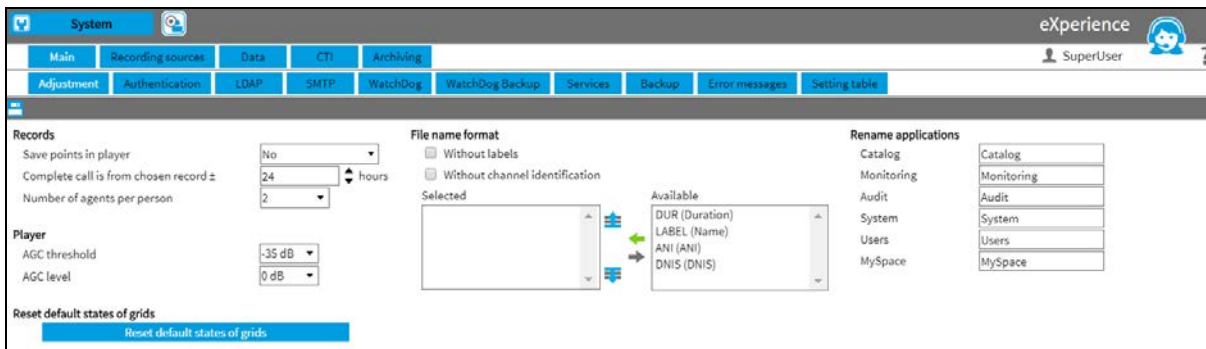 System
eXperience
Main Recording sources Data CTI Archiving
SuperUser
Adjustment Authentication LDAP SMTP WatchDog WatchDog Backup Services Backup Error messages Setting table
Records
Save points in player No
Complete call is from chosen record ± 24 hours
Number of agents per person 2
Player
AGC threshold -35 dB
AGC level 0 dB
Reset default states of grids
Reset default states of grids
File name format
Without labels
Without channel identification
Selected Available
DUR (Duration)
LABEL (Name)
ANI (ANI)
DNIS (DNIS)
Rename applications
Catalog Catalog
Monitoring Monitoring
Audit Audit
System System
Users Users
MySpace MySpace